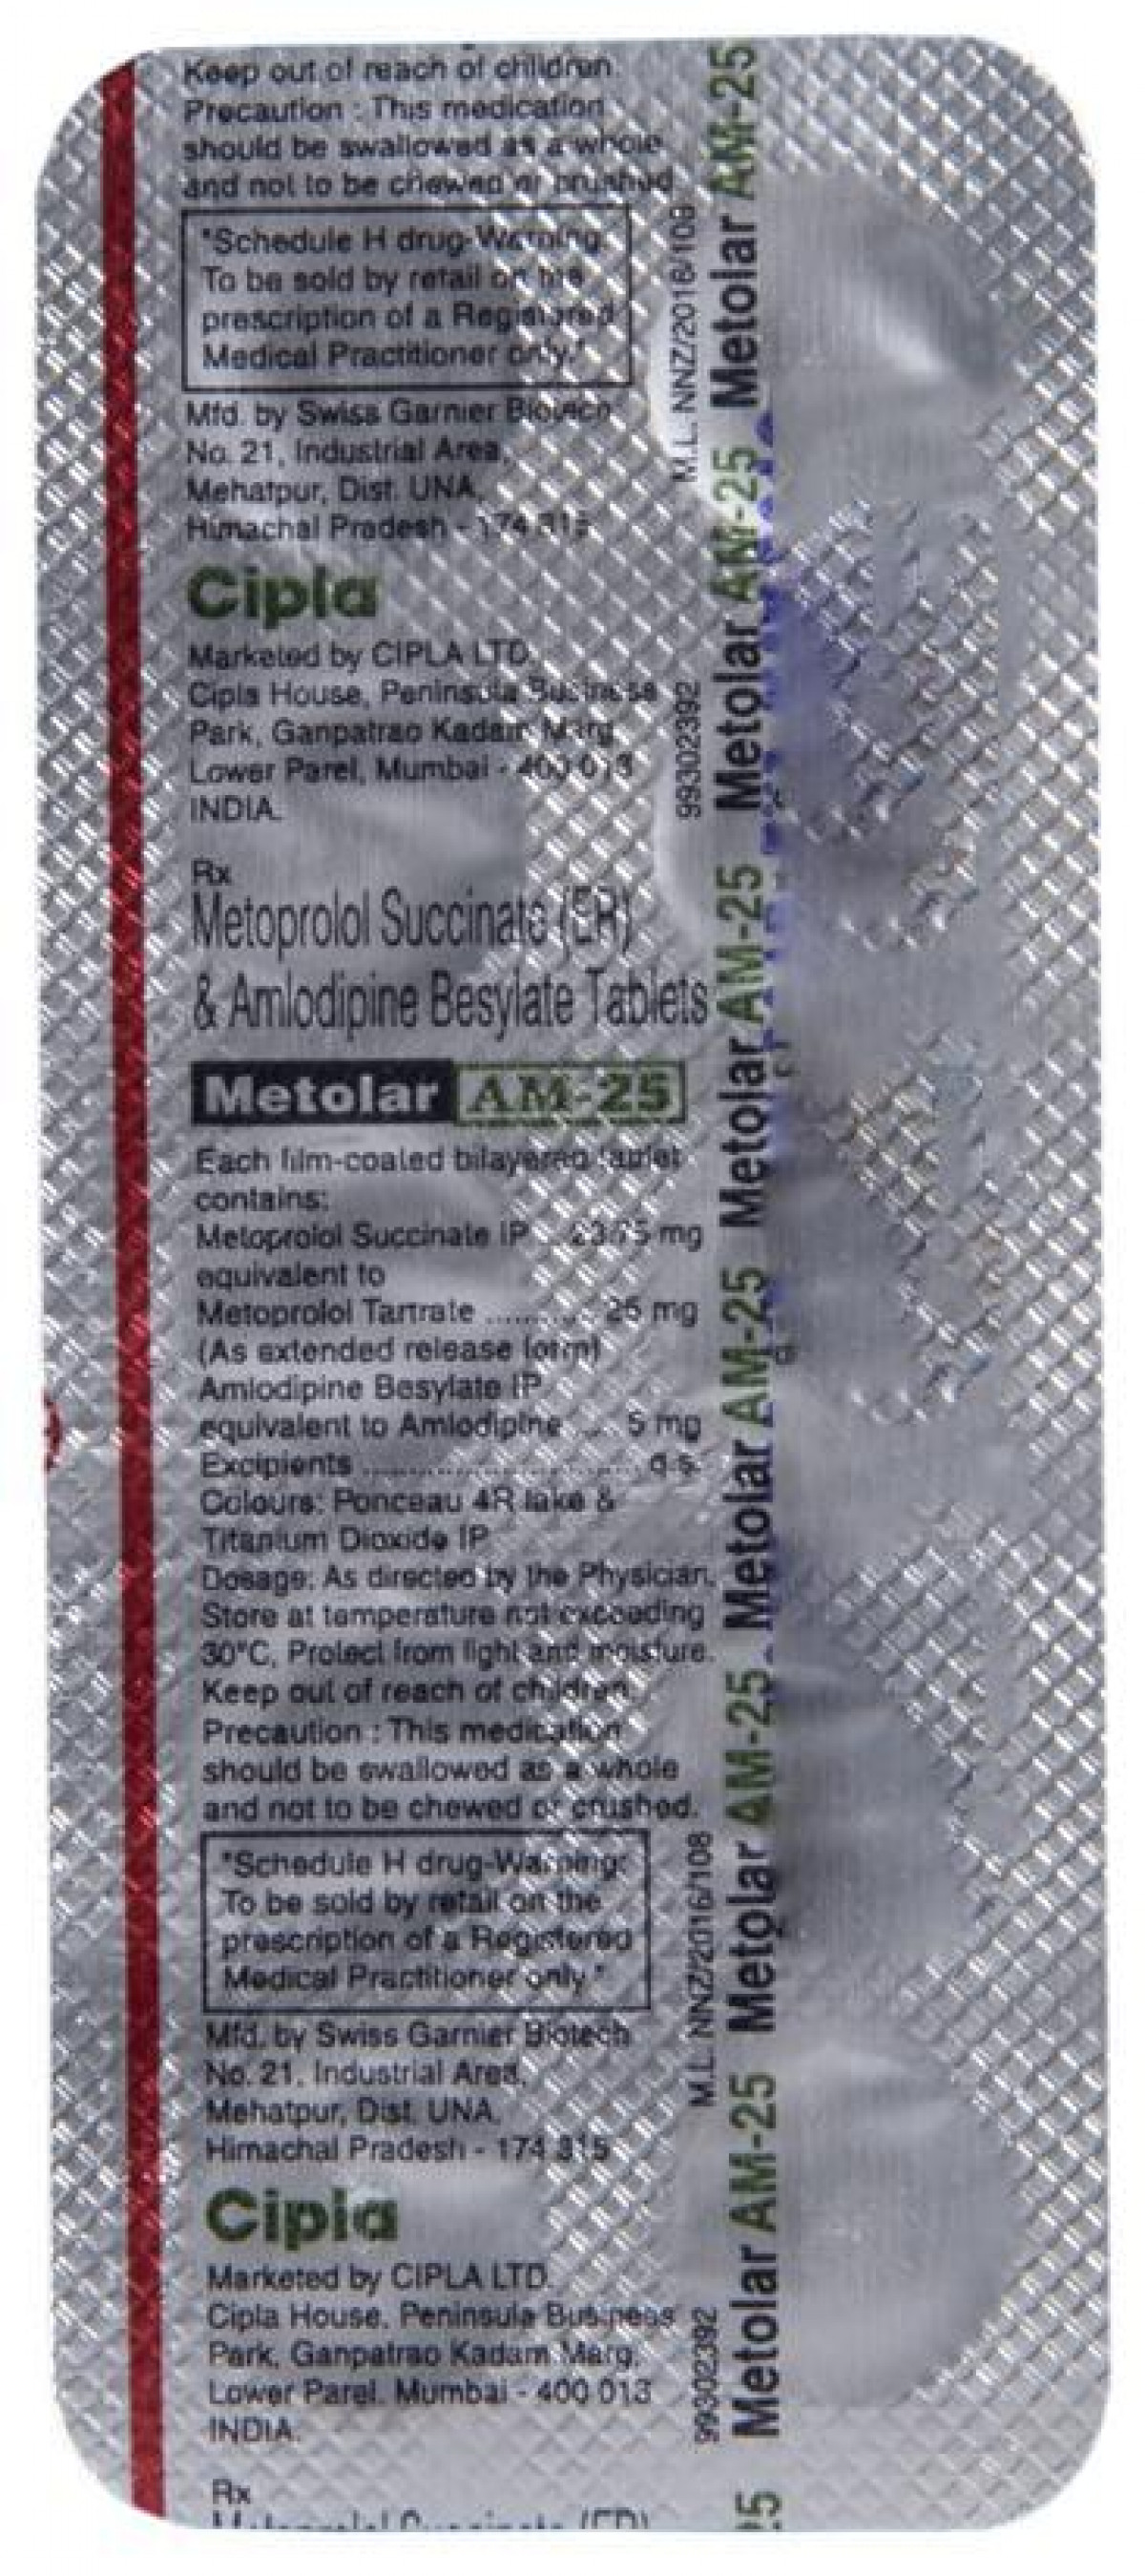 Keep out of reach of children.
Precaution : This medication
should be swallowed as a whole
and not to be chewed or crushed
"Schedule H drug-Warning:
To be sold by retail on the
prescription of a Registered
Medical Practitioner only."
Mfd. by Swiss Garnier Biotech
No. 21, Industrial Area,
Mehatpur, Dist. UNA,
Himachal Pradesh - 174 315
Cipla
Marketed by CIPLA LTD.
Cipla House, Peninsula Business
Park, Ganpatrao Kadam Marg,
Lower Parel, Mumbai - 400 013
INDIA.
Rx
Metoprolol Succinate (ER)
& Amlodipine Besylate Tablets
Metolar AM-25
Each film-coated bilayered tablet
contains:
Metoprolol Succinate IP .. 23.75 mg
equivalent to
Metoprolol Tartrate .......... 25 mg
(As extended release form)
Amlodipine Besylate IP
equivalent to Amlodipine .... 5 mg
Excipients ............................ q.s.
Colours: Ponceau 4R lake &
Titanium Dioxide IP
Dosage: As directed by the Physician.
Store at temperature not exceeding
30°C, Protect from light and moisture.
Keep out of reach of children.
Precaution : This medication
should be swallowed as a whole
and not to be chewed or crushed.
"Schedule H drug-Warning:
To be sold by retail on the
prescription of a Registered
Medical Practitioner only."
Mfd. by Swiss Garnier Biotech
No. 21, Industrial Area,
Mehatpur, Dist. UNA,
Himachal Pradesh - 174 315
Cipla
Marketed by CIPLA LTD.
Cipla House, Peninsula Business
Park, Ganpatrao Kadam Marg,
Lower Parel, Mumbai - 400 013
INDIA.
Rx
Metoprolol Succinate (ER)
M.L. NNZ/2016/108
99302392
M.L. NNZ/2016/108
99302392
25 Metolar AM-25 Metolar AM-25 Metolar AM-25 Metolar AM-25 Metolar AM-25 Metolar AM-25